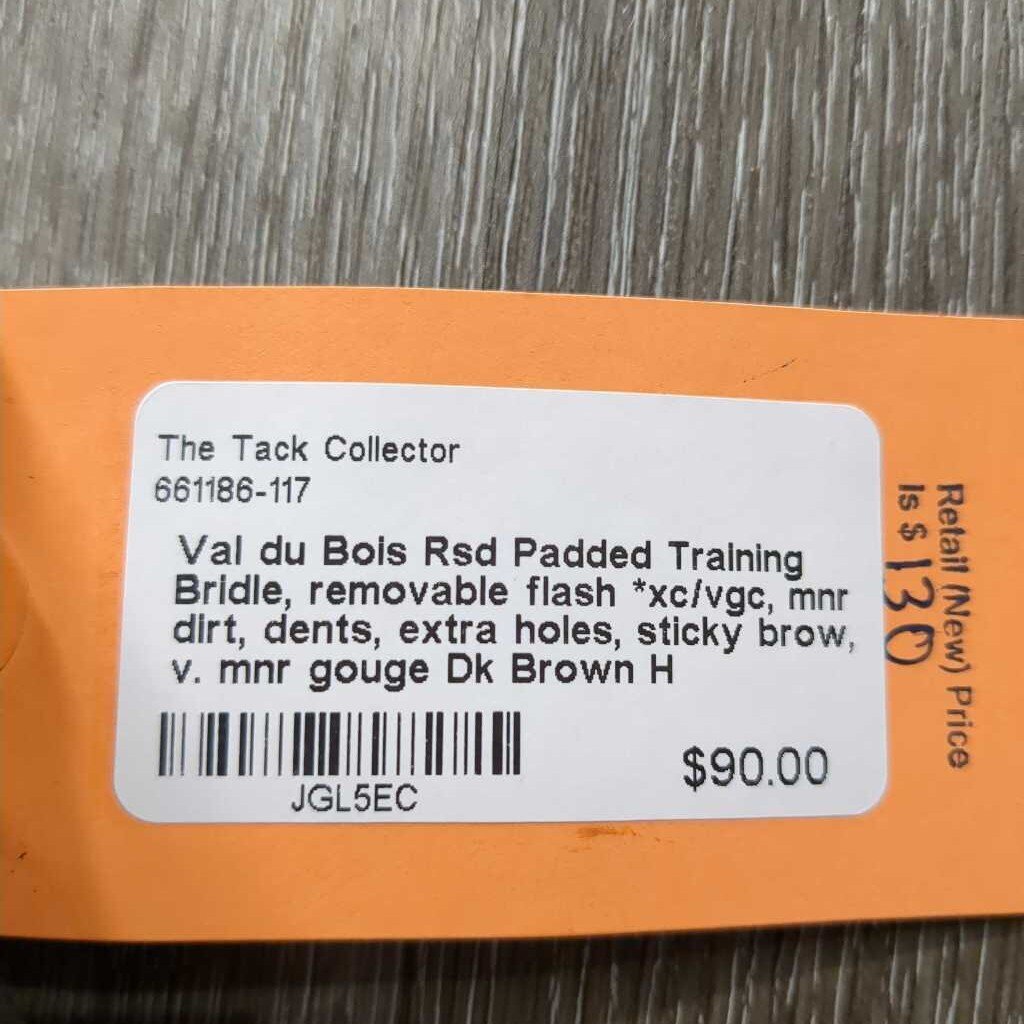 The Tack Collector
661186-117
Val du Bois Rsd Padded Training
Bridle, removable flash *xc/vgc, mnr
dirt, dents, extra holes, sticky brow,
v. mnr gouge Dk Brown H
JGL5EC
$90.00
Retail (New) Price
Is $ 130